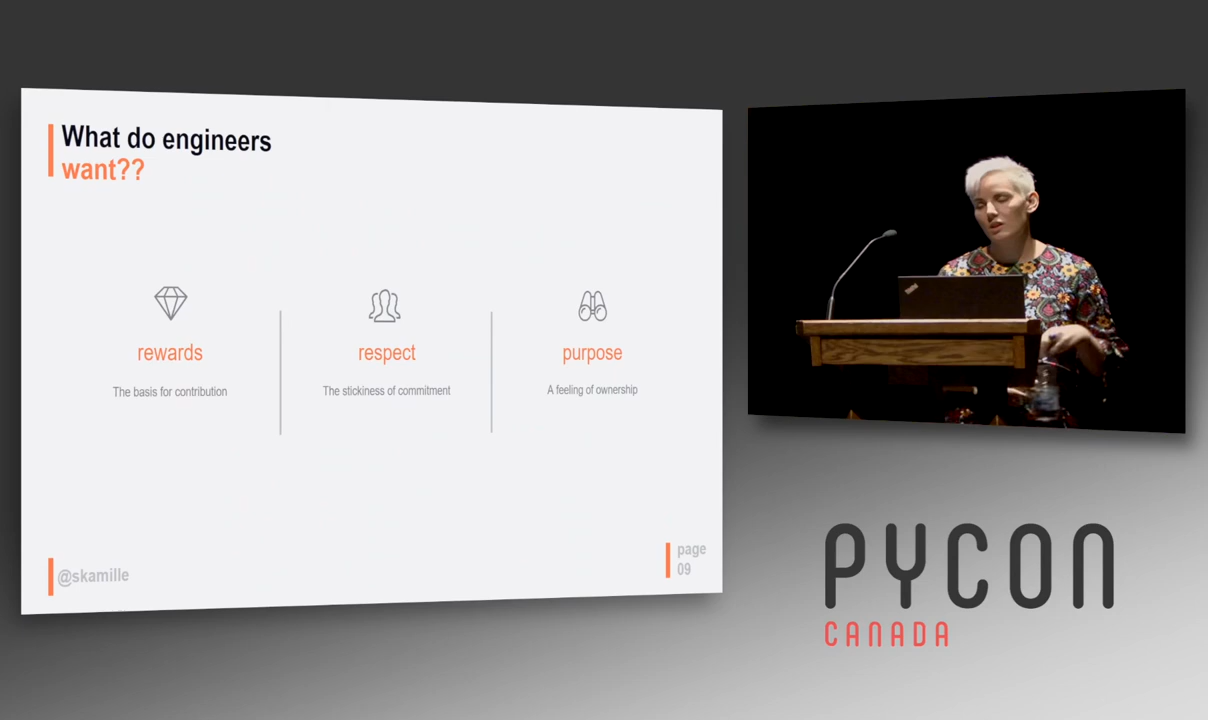 What do engineers
want??
rewards
The basis for contribution
respect
The stickiness of commitment
purpose
A feeling of ownership
@skamille
page
09
PYCON
CANADA